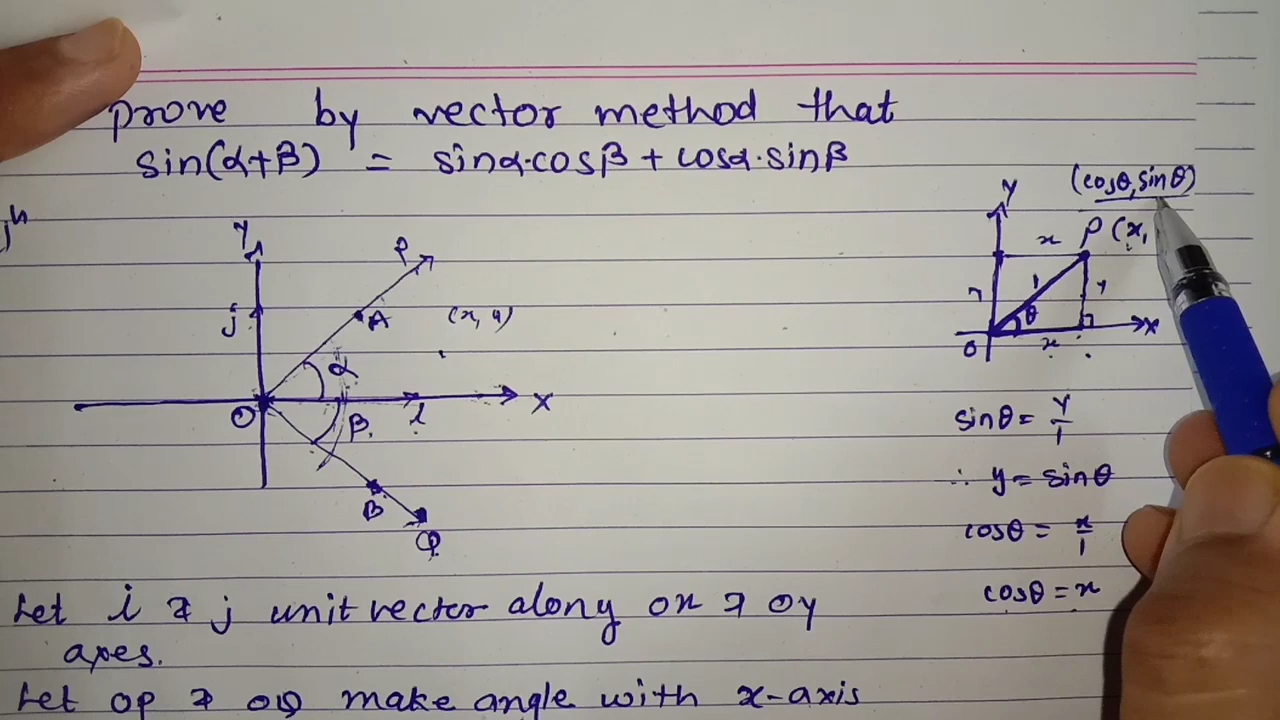 prove by vector method that
sin(α+β) = sinα·cosβ + cosα·sinβ
Y
P
j
A
(x, y)
α
O
β
i
X
B
Q
(cosθ, sinθ)
Y
x
P (x,
y
1
y
θ
O
x
X
sinθ = y/1
∴ y = sinθ
cosθ = x/1
cosθ = x
Let i & j unit vector along ox & oy
axes.
Let op & oQ make angle with x-axis